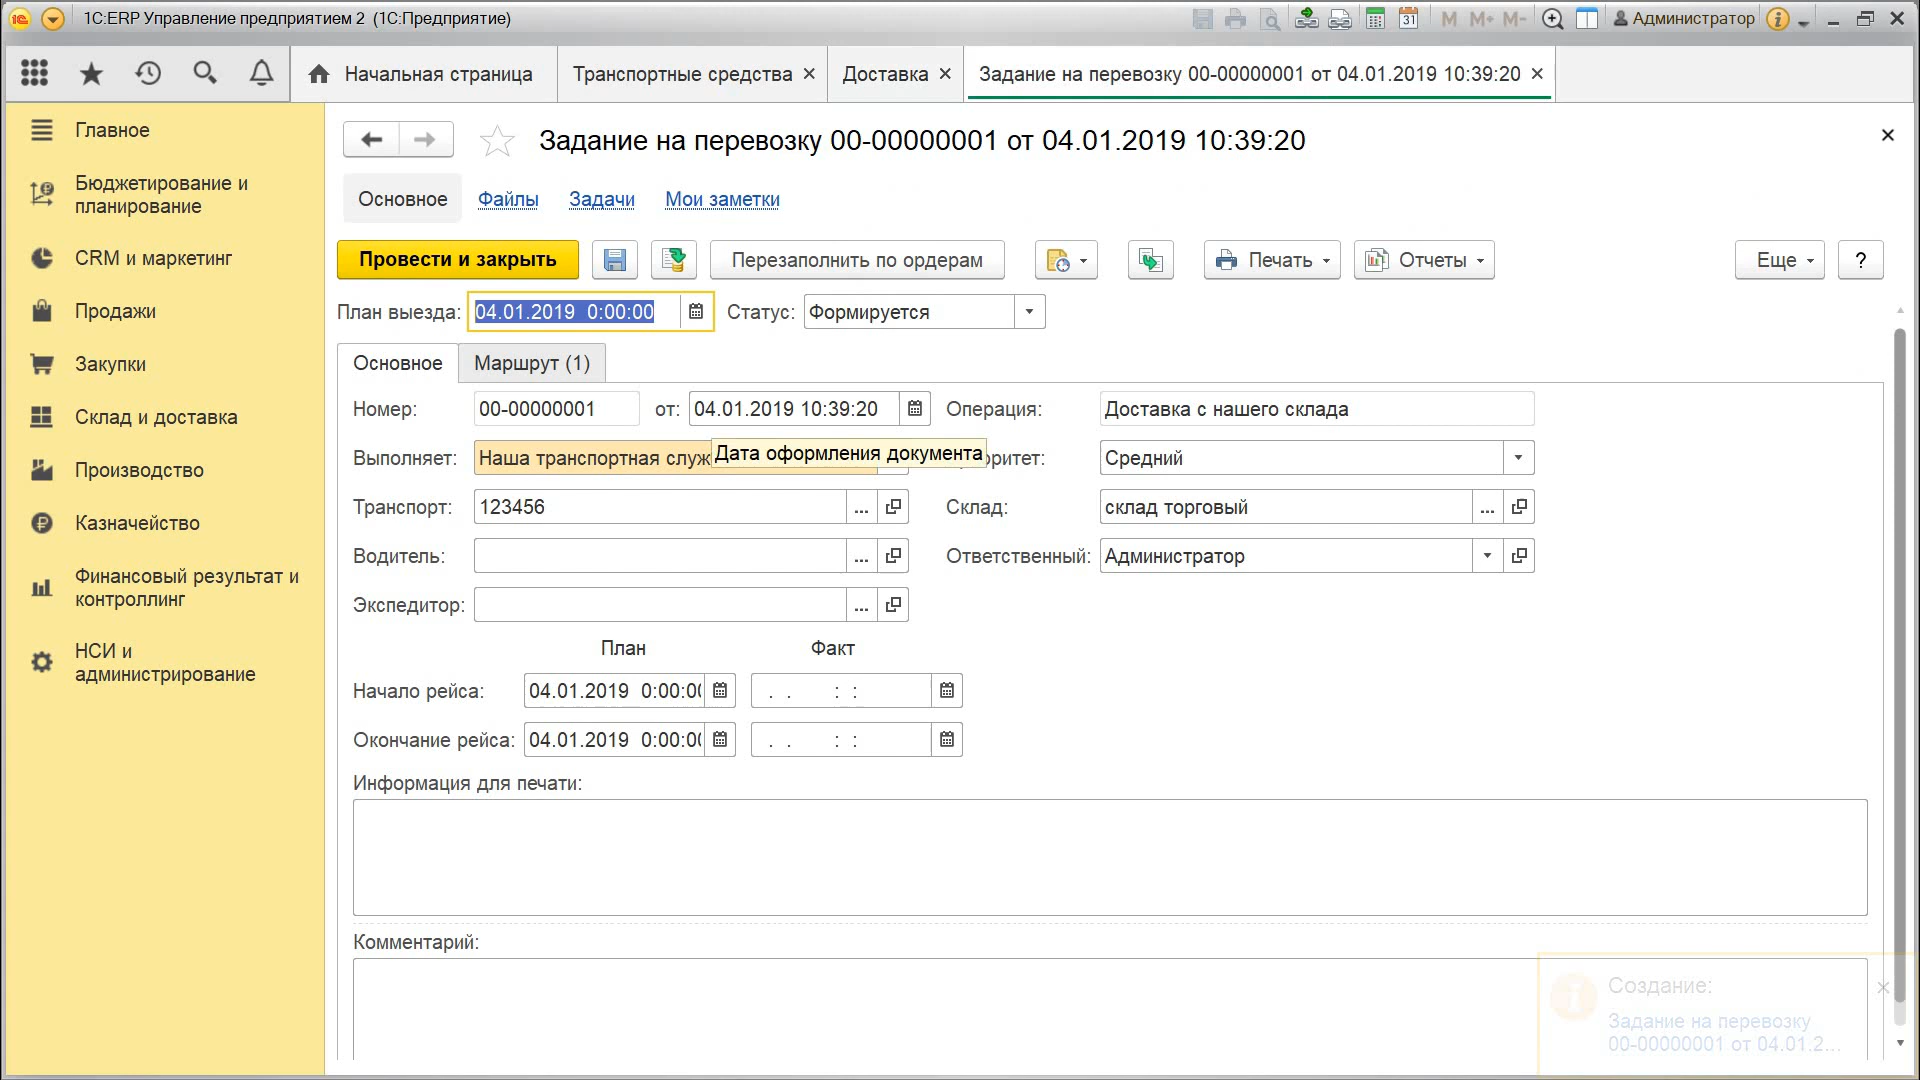 1С:ERP Управление предприятием 2 (1С:Предприятие)
M M+ M- Администратор
Начальная страница Транспортные средства Доставка Задание на перевозку 00-00000001 от 04.01.2019 10:39:20
Главное
Бюджетирование и
планирование
CRM и маркетинг
Продажи
Закупки
Склад и доставка
Производство
Казначейство
Финансовый результат и
контроллинг
НСИ и
администрирование
Задание на перевозку 00-00000001 от 04.01.2019 10:39:20
Основное Файлы Задачи Мои заметки
Провести и закрыть Перезаполнить по ордерам Печать Отчеты Еще ?
План выезда: 04.01.2019 0:00:00 Статус: Формируется
Основное Маршрут (1)
Номер: 00-00000001 от: 04.01.2019 10:39:20 Операция: Доставка с нашего склада
Дата оформления документа
Выполняет: Наша транспортная служ оритет: Средний
Транспорт: 123456 ... Склад: склад торговый ...
Водитель: ... Ответственный: Администратор
Экспедитор: ...
План Факт
Начало рейса: 04.01.2019 0:00:00 . . : :
Окончание рейса: 04.01.2019 0:00:00 . . : :
Информация для печати:
Комментарий:
Создание:
Задание на перевозку
00-00000001 от 04.01.2...